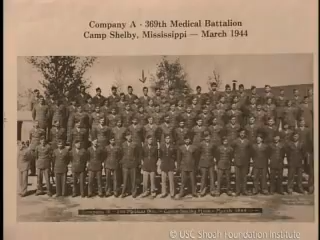 Company A - 369th Medical Battalion
Camp Shelby, Mississippi — March 1944
© USC Shoah Foundation Institute